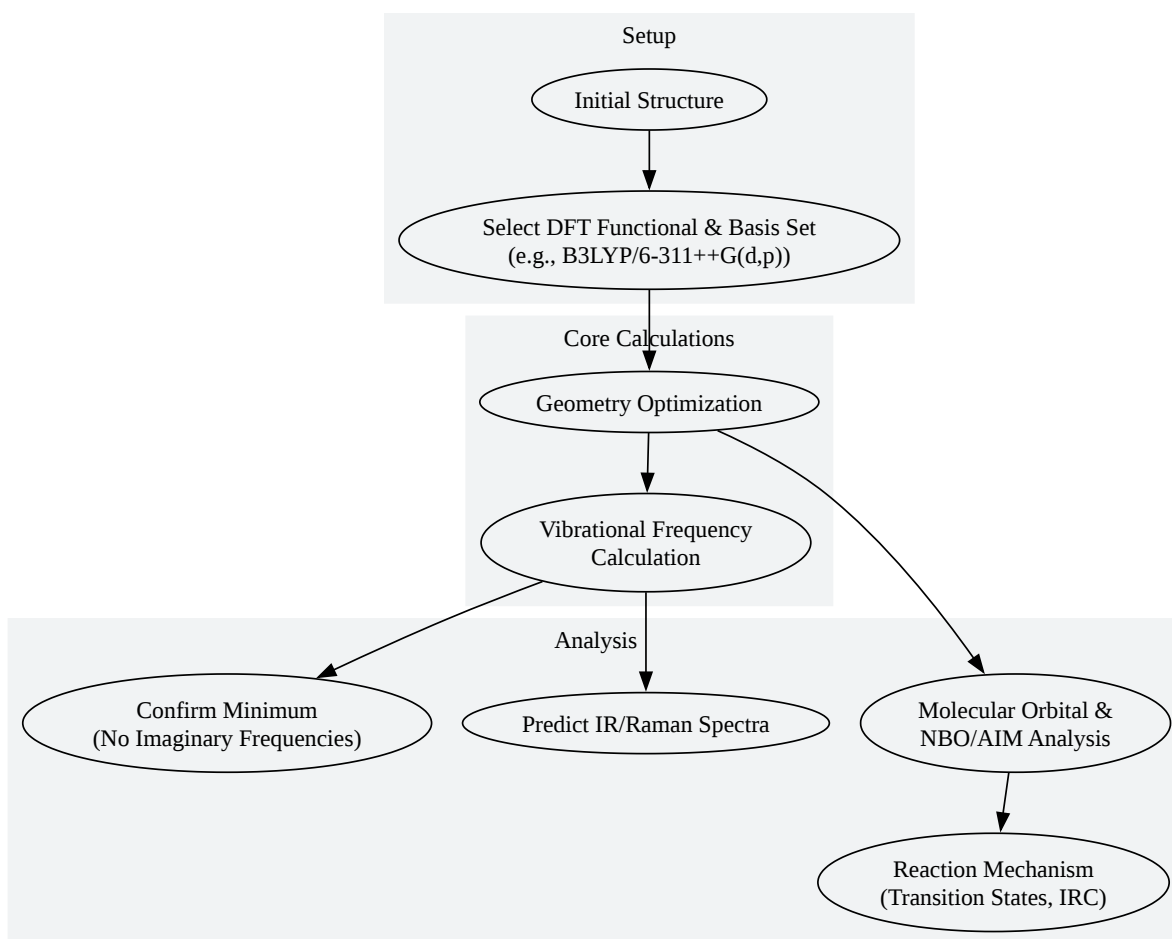 Setup
Initial Structure
Select DFT Functional & Basis Set
(e.g., B3LYP/6-311++G(d,p))
Core Calculations
Geometry Optimization
Vibrational Frequency
Calculation
Analysis
Confirm Minimum
(No Imaginary Frequencies)
Predict IR/Raman Spectra
Molecular Orbital &
NBO/AIM Analysis
Reaction Mechanism
(Transition States, IRC)